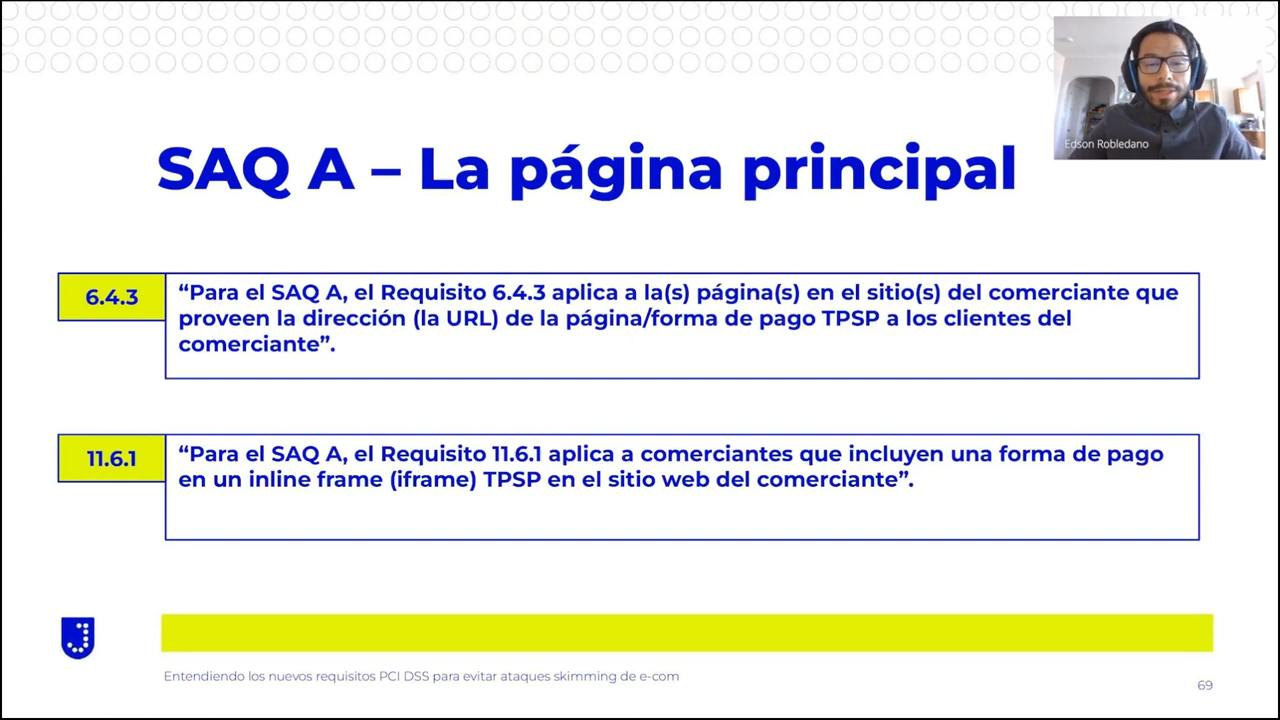 Edson Robledano
SAQ A – La página principal
6.4.3
“Para el SAQ A, el Requisito 6.4.3 aplica a la(s) página(s) en el sitio(s) del comerciante que
proveen la dirección (la URL) de la página/forma de pago TPSP a los clientes del
comerciante”.
11.6.1
“Para el SAQ A, el Requisito 11.6.1 aplica a comerciantes que incluyen una forma de pago
en un inline frame (iframe) TPSP en el sitio web del comerciante”.
Entendiendo los nuevos requisitos PCI DSS para evitar ataques skimming de e-com
69